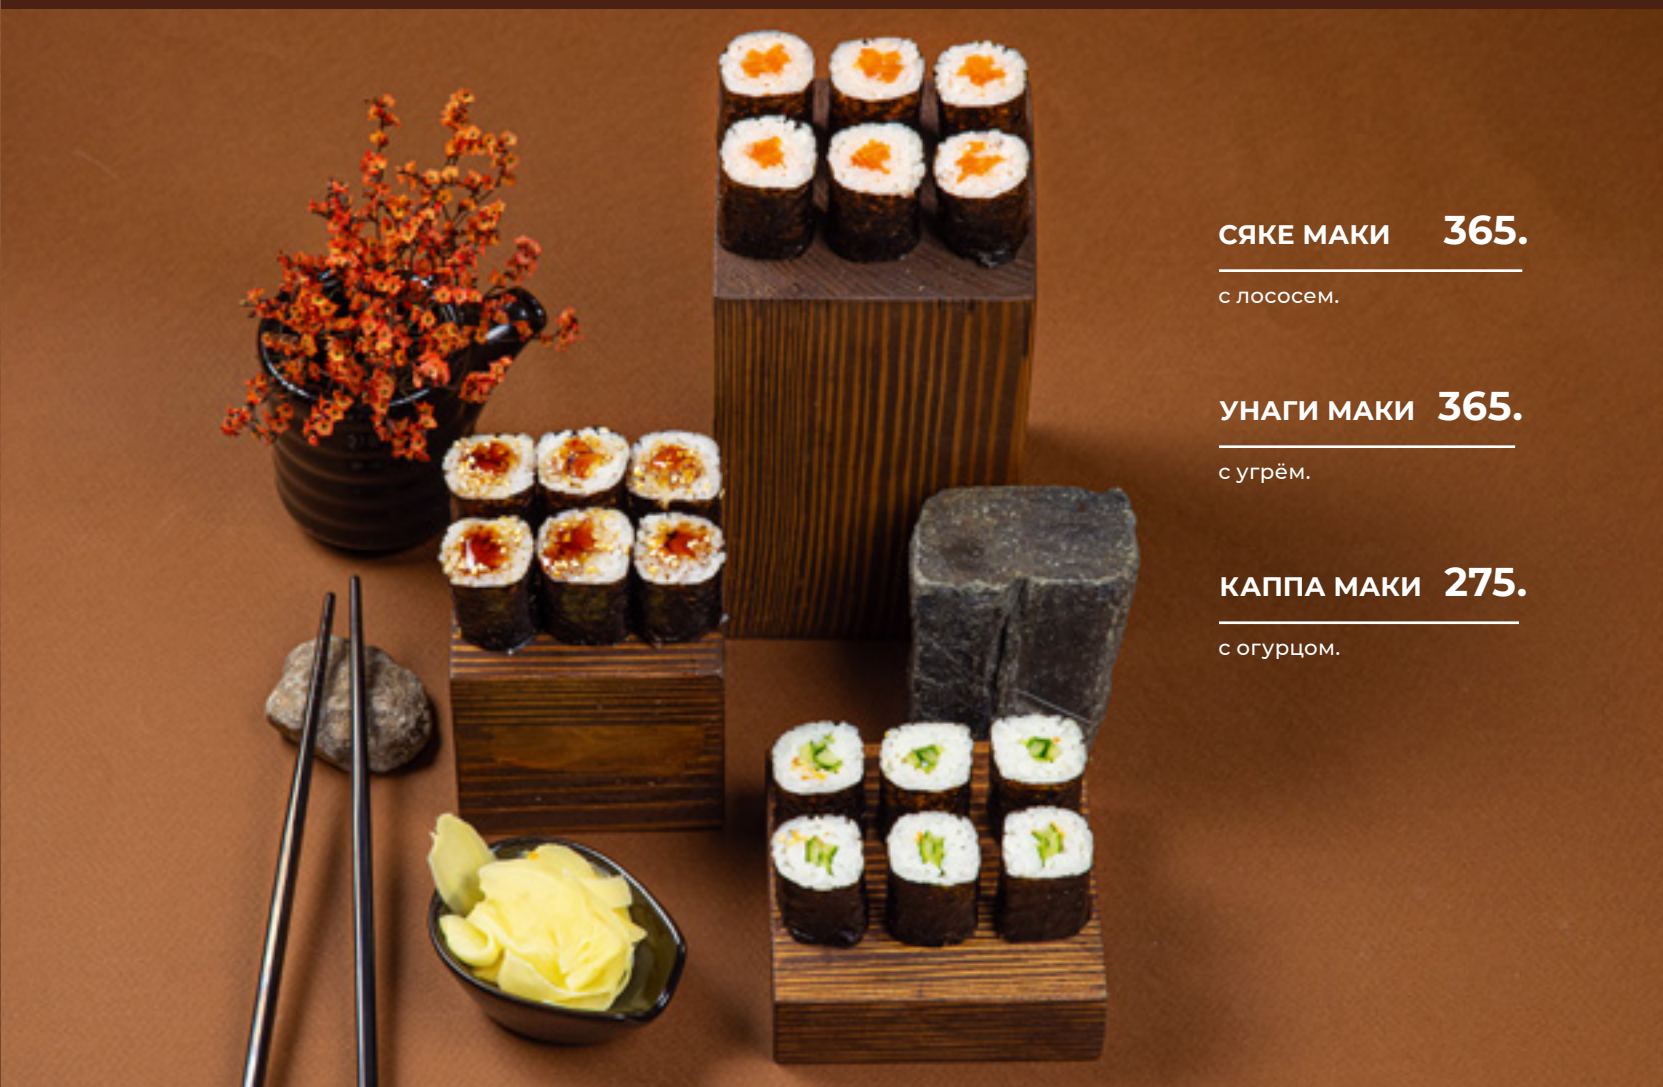 СЯКЕ МАКИ 365.
с лососем.
УНАГИ МАКИ 365.
с угрём.
КАППА МАКИ 275.
с огурцом.